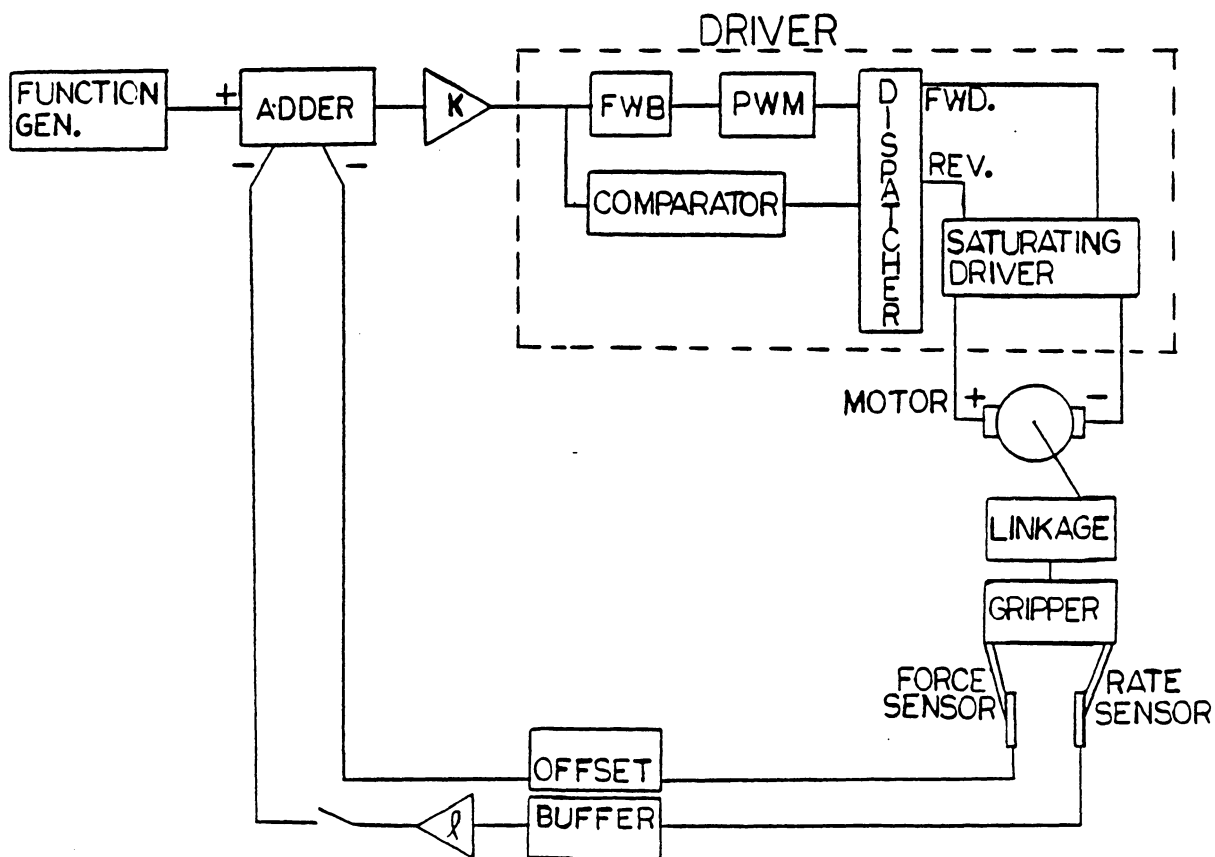 DRIVER
FUNCTION
GEN.
+
ADDER
-
-
K
FWB
PWM
COMPARATOR
DISPATCHER
FWD.
REV.
SATURATING
DRIVER
MOTOR
+
-
LINKAGE
GRIPPER
FORCE
SENSOR
RATE
SENSOR
OFFSET
BUFFER
ℓ